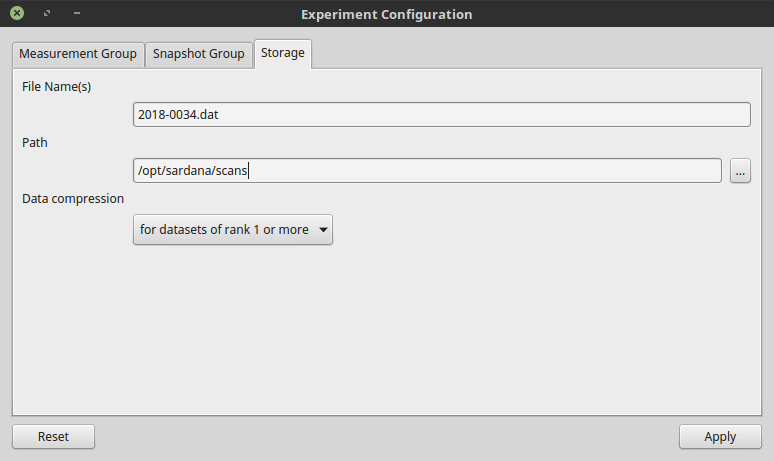 Experiment Configuration
Measurement Group Snapshot Group Storage
File Name(s)
2018-0034.dat
Path
/opt/sardana/scans ...
Data compression
for datasets of rank 1 or more
Reset Apply